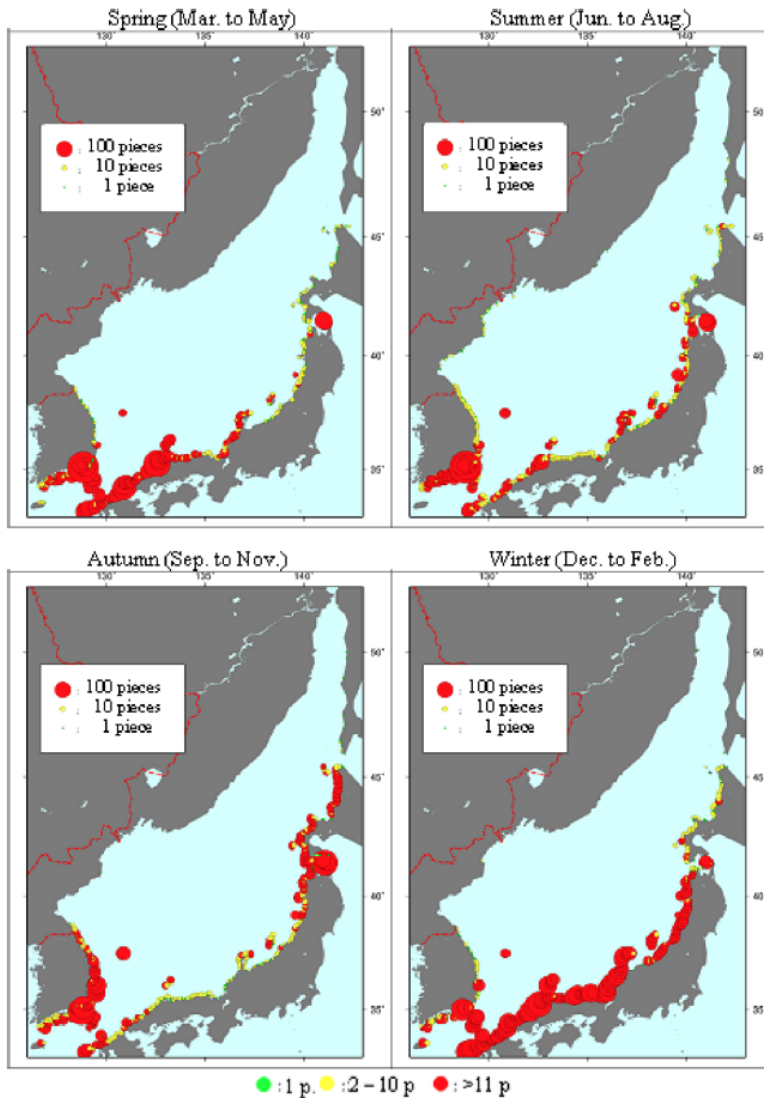 Spring (Mar. to May)
130°
135°
140°
50°
45°
40°
35°
: 100 pieces
: 10 pieces
: 1 piece
Summer (Jun. to Aug.)
130°
135°
140°
50°
45°
40°
35°
: 100 pieces
: 10 pieces
: 1 piece
Autumn (Sep. to Nov.)
130°
135°
140°
50°
45°
40°
35°
: 100 pieces
: 10 pieces
: 1 piece
Winter (Dec. to Feb.)
130°
135°
140°
50°
45°
40°
35°
: 100 pieces
: 10 pieces
: 1 piece
: 1 p. : 2 – 10 p : >11 p